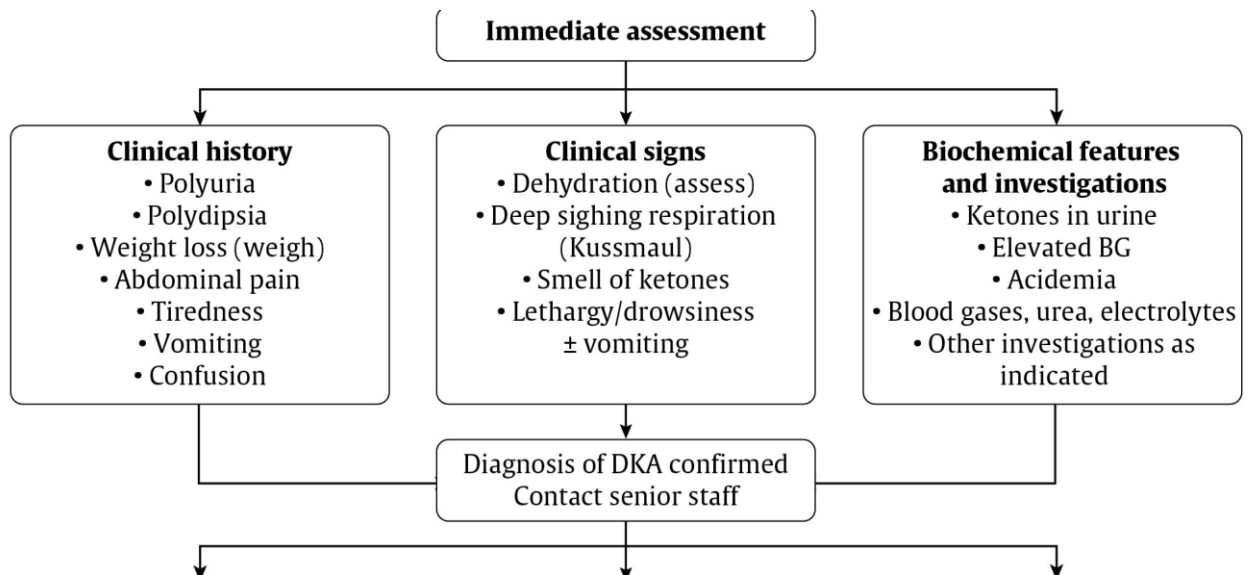 Immediate assessment
Clinical history
• Polyuria
• Polydipsia
• Weight loss (weigh)
• Abdominal pain
• Tiredness
• Vomiting
• Confusion
Clinical signs
• Dehydration (assess)
• Deep sighing respiration
(Kussmaul)
• Smell of ketones
• Lethargy/drowsiness
± vomiting
Biochemical features
and investigations
• Ketones in urine
• Elevated BG
• Acidemia
• Blood gases, urea, electrolytes
• Other investigations as
indicated
Diagnosis of DKA confirmed
Contact senior staff